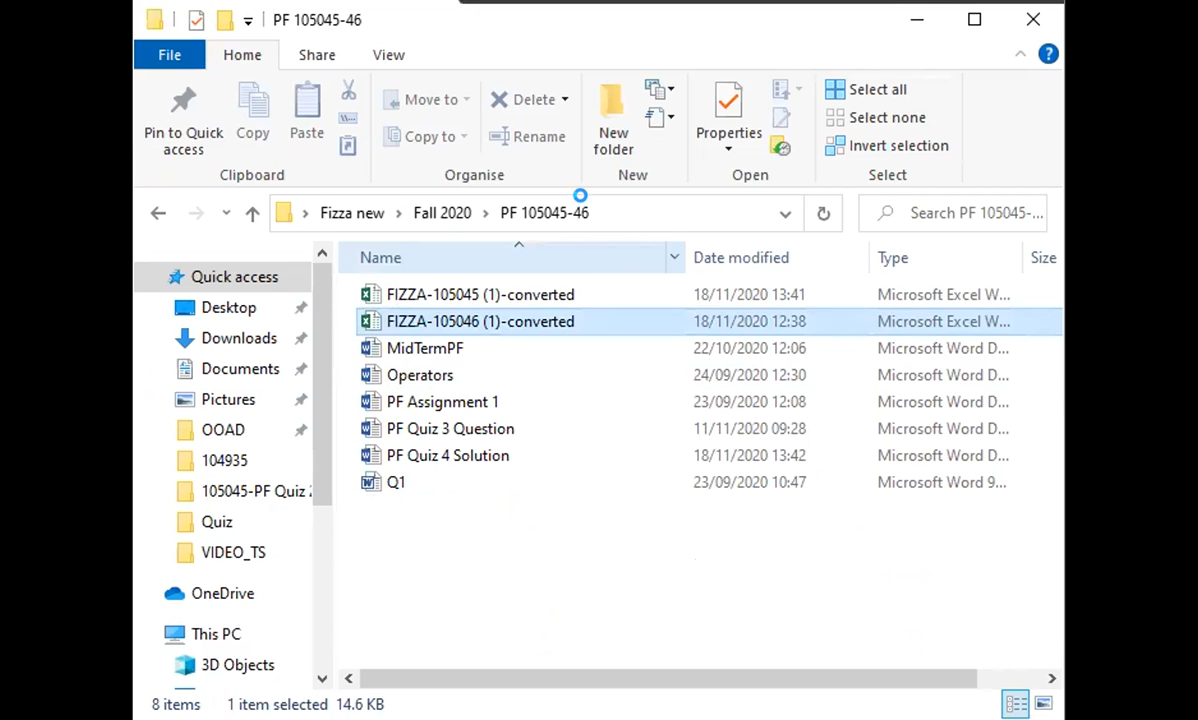 PF 105045-46
File Home Share View
Pin to Quick access
Copy
Paste
Move to
Copy to
Delete
Rename
New folder
Properties
Select all
Select none
Invert selection
Clipboard Organise New Open Select
Fizza new Fall 2020 PF 105045-46
Search PF 105045-...
Name Date modified Type Size
FIZZA-105045 (1)-converted 18/11/2020 13:41 Microsoft Excel W...
FIZZA-105046 (1)-converted 18/11/2020 12:38 Microsoft Excel W...
MidTermPF 22/10/2020 12:06 Microsoft Word D...
Operators 24/09/2020 12:30 Microsoft Word D...
PF Assignment 1 23/09/2020 12:08 Microsoft Word D...
PF Quiz 3 Question 11/11/2020 09:28 Microsoft Word D...
PF Quiz 4 Solution 18/11/2020 13:42 Microsoft Word D...
Q1 23/09/2020 10:47 Microsoft Word 9...
Quick access
Desktop
Downloads
Documents
Pictures
OOAD
104935
105045-PF Quiz
Quiz
VIDEO_TS
OneDrive
This PC
3D Objects
8 items 1 item selected 14.6 KB